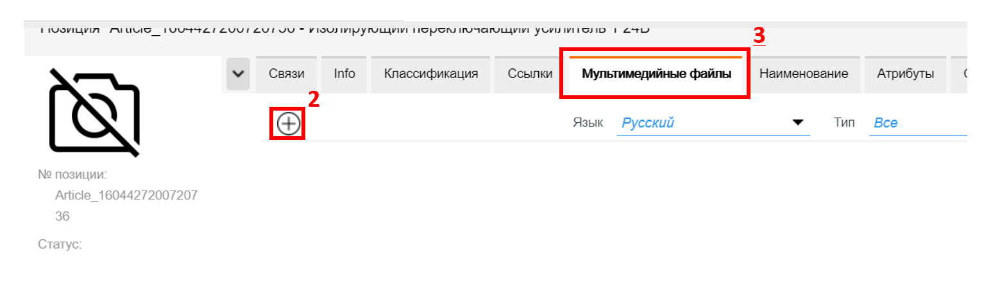 Позиция "Article_1604427200720736 - Изолирующий переключающий усилитель 1 24В
3
Связи Info Классификация Ссылки Мультимедийные файлы Наименование Атрибуты
2
Язык Русский Тип Все
№ позиции:
Article_16044272007207
36
Статус: